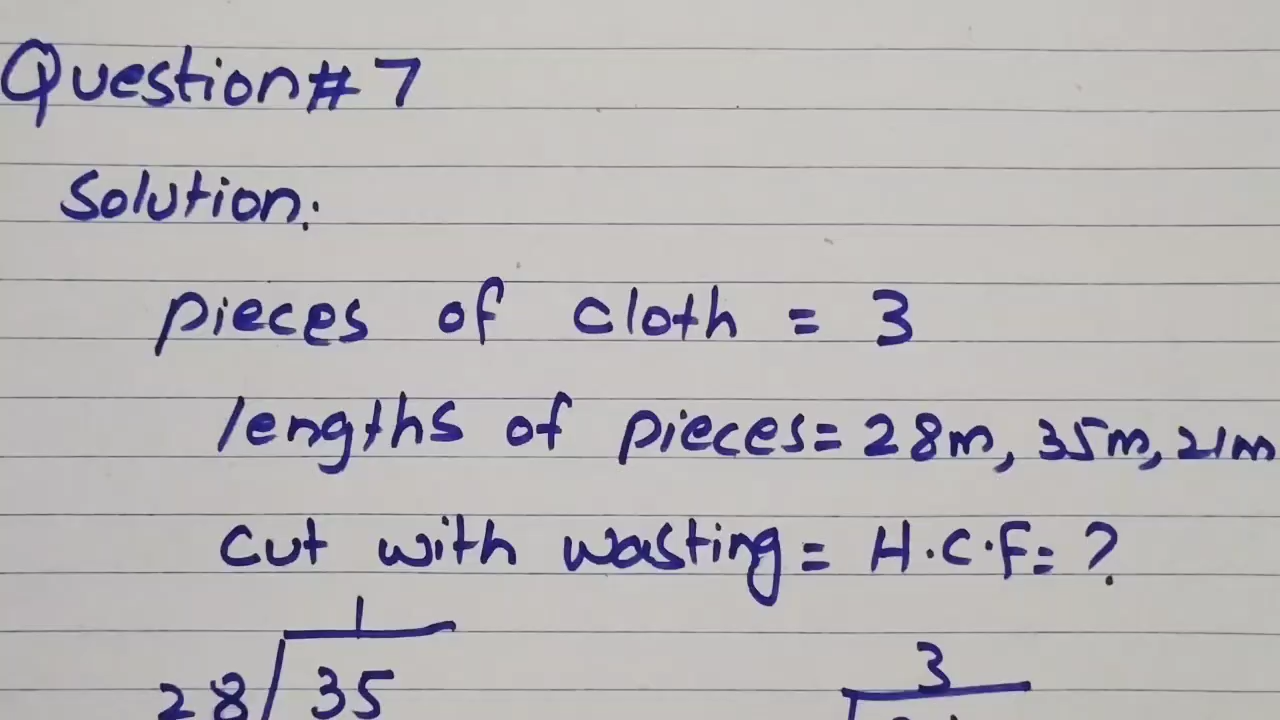 Question# 7
Solution:
pieces of cloth = 3
lengths of pieces= 28m, 35m, 21m
cut with wasting= H.C.F= ?
1
3
28 35